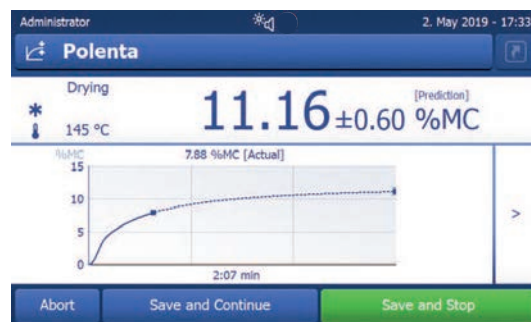 Administrator
2. May 2019 - 17:33
Polenta
Drying
145 °C
11.16 ±0.60 %MC
[Prediction]
%MC
7.88 %MC [Actual]
15
10
5
0
2:07 min
>
Abort
Save and Continue
Save and Stop